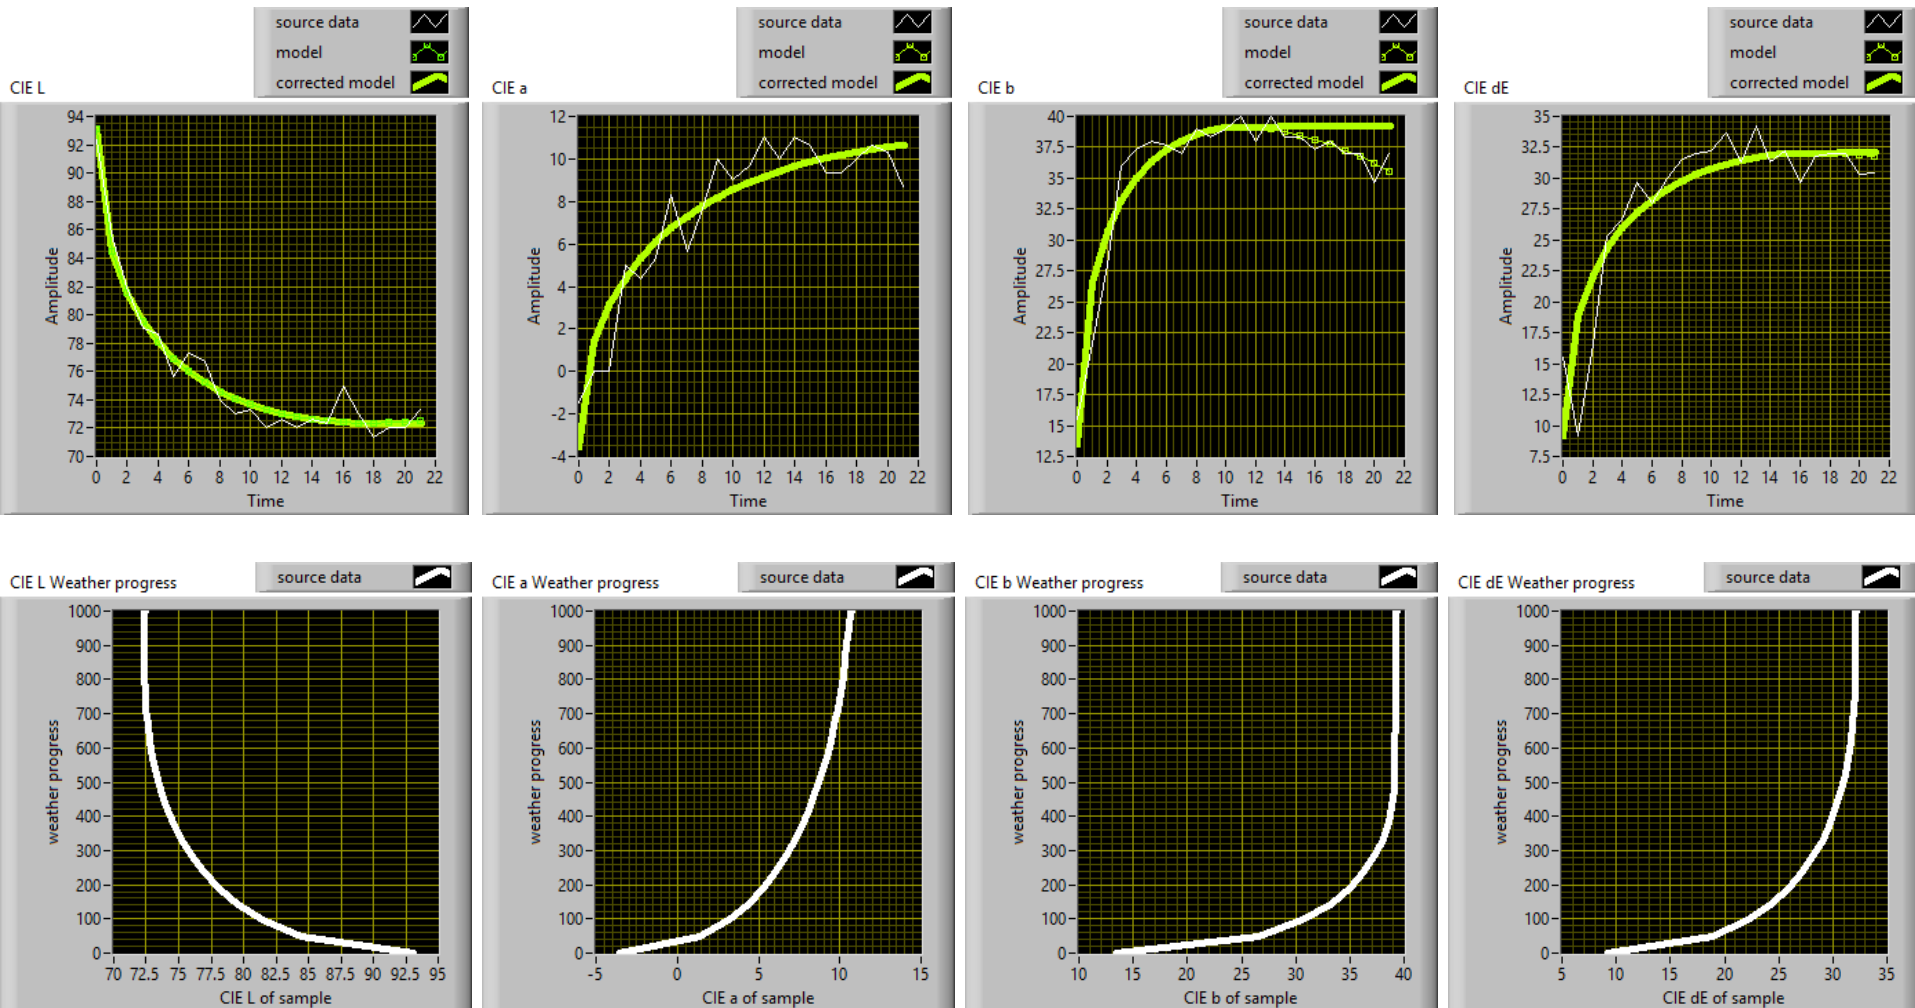 source data
model
corrected model
CIE L
94
92
90
88
86
84
82
80
78
76
74
72
70
Amplitude
0 2 4 6 8 10 12 14 16 18 20 22
Time
source data
model
corrected model
CIE a
12
10
8
6
4
2
0
-2
-4
Amplitude
0 2 4 6 8 10 12 14 16 18 20 22
Time
source data
model
corrected model
CIE b
40
37.5
35
32.5
30
27.5
25
22.5
20
17.5
15
12.5
Amplitude
0 2 4 6 8 10 12 14 16 18 20 22
Time
source data
model
corrected model
CIE dE
35
32.5
30
27.5
25
22.5
20
17.5
15
12.5
10
7.5
Amplitude
0 2 4 6 8 10 12 14 16 18 20 22
Time
CIE L Weather progress
source data
1000
900
800
700
600
500
400
300
200
100
0
weather progress
70 72.5 75 77.5 80 82.5 85 87.5 90 92.5 95
CIE L of sample
CIE a Weather progress
source data
1000
900
800
700
600
500
400
300
200
100
0
weather progress
-5 0 5 10 15
CIE a of sample
CIE b Weather progress
source data
1000
900
800
700
600
500
400
300
200
100
0
weather progress
10 15 20 25 30 35 40
CIE b of sample
CIE dE Weather progress
source data
1000
900
800
700
600
500
400
300
200
100
0
weather progress
5 10 15 20 25 30 35
CIE dE of sample